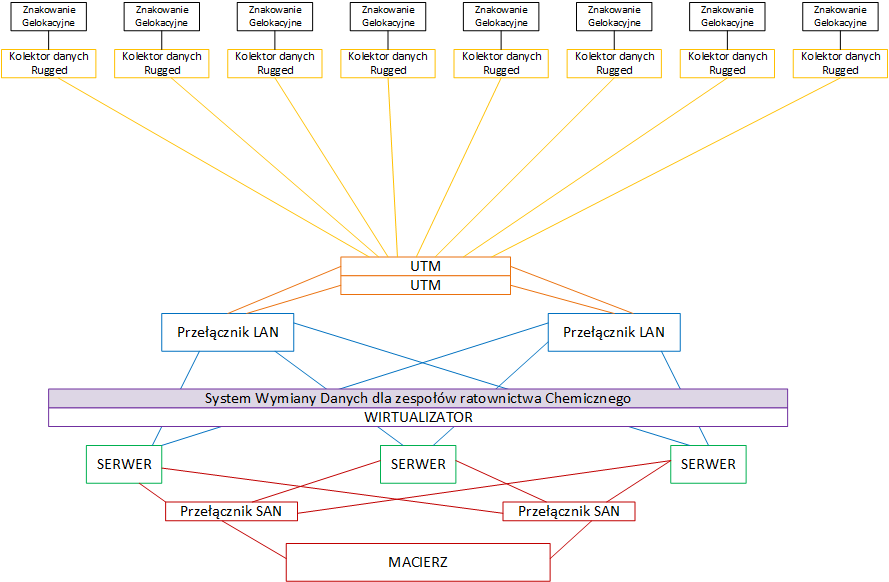 Znakowanie
Gelokacyjne
Znakowanie
Gelokacyjne
Znakowanie
Gelokacyjne
Znakowanie
Gelokacyjne
Znakowanie
Gelokacyjne
Znakowanie
Gelokacyjne
Znakowanie
Gelokacyjne
Znakowanie
Gelokacyjne
Kolektor danych
Rugged
Kolektor danych
Rugged
Kolektor danych
Rugged
Kolektor danych
Rugged
Kolektor danych
Rugged
Kolektor danych
Rugged
Kolektor danych
Rugged
Kolektor danych
Rugged
UTM
UTM
Przełącznik LAN
Przełącznik LAN
System Wymiany Danych dla zespołów ratownictwa Chemicznego
WIRTUALIZATOR
SERWER
SERWER
SERWER
Przełącznik SAN
Przełącznik SAN
MACIERZ